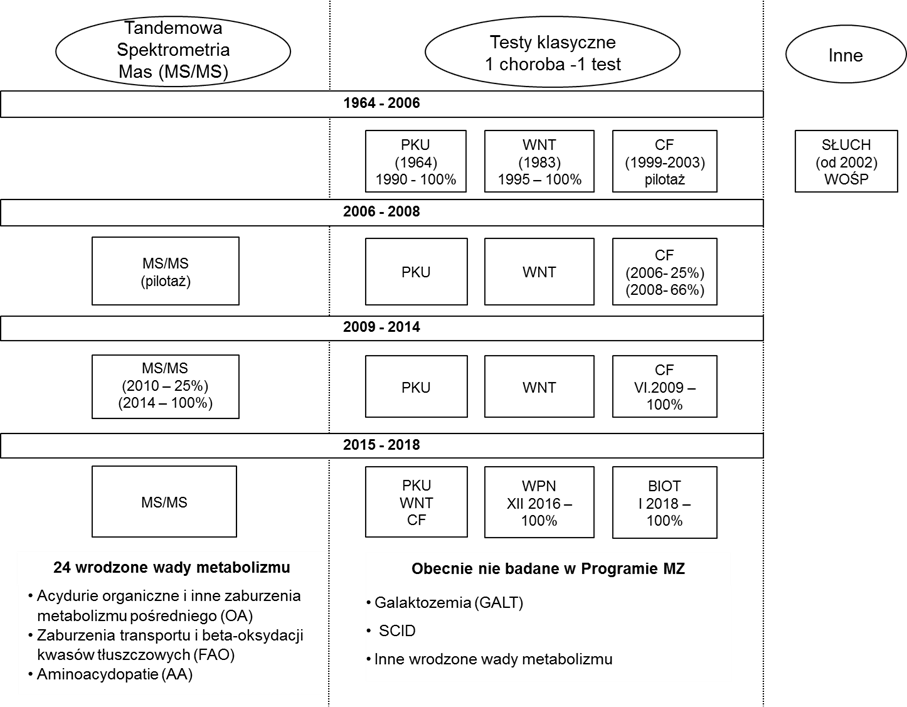 Tandemowa
Spektrometria
Mas (MS/MS)
Testy klasyczne
1 choroba -1 test
Inne
1964 - 2006
PKU
(1964)
1990 - 100%
WNT
(1983)
1995 – 100%
CF
(1999-2003)
pilotaż
SŁUCH
(od 2002)
WOŚP
2006 - 2008
MS/MS
(pilotaż)
PKU
WNT
CF
(2006- 25%)
(2008- 66%)
2009 - 2014
MS/MS
(2010 – 25%)
(2014 – 100%)
PKU
WNT
CF
VI.2009 –
100%
2015 - 2018
MS/MS
PKU
WNT
CF
WPN
XII 2016 –
100%
BIOT
I 2018 –
100%
24 wrodzone wady metabolizmu
• Acydurie organiczne i inne zaburzenia
metabolizmu pośredniego (OA)
• Zaburzenia transportu i beta-oksydacji
kwasów tłuszczowych (FAO)
• Aminoacydopatie (AA)
Obecnie nie badane w Programie MZ
• Galaktozemia (GALT)
• SCID
• Inne wrodzone wady metabolizmu